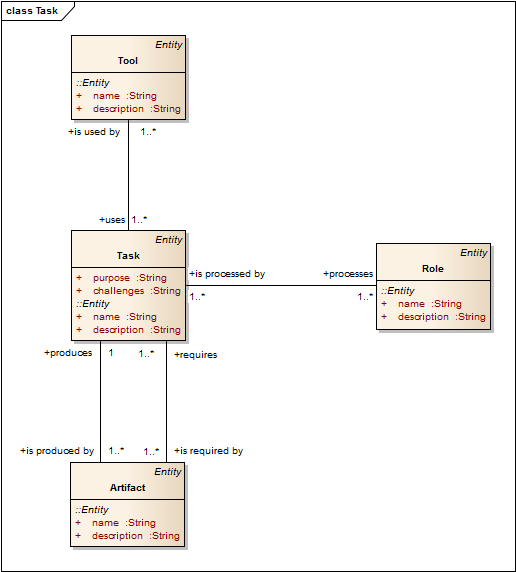 class Task
Entity
Tool
::Entity
+ name :String
+ description :String
+is used by 1..*
+uses 1..*
Entity
Task
+ purpose :String
+ challenges :String
::Entity
+ name :String
+ description :String
+is processed by +processes
1..* 1..*
Entity
Role
::Entity
+ name :String
+ description :String
+produces 1 1..* +requires
+is produced by 1..* 1..* +is required by
Entity
Artifact
::Entity
+ name :String
+ description :String